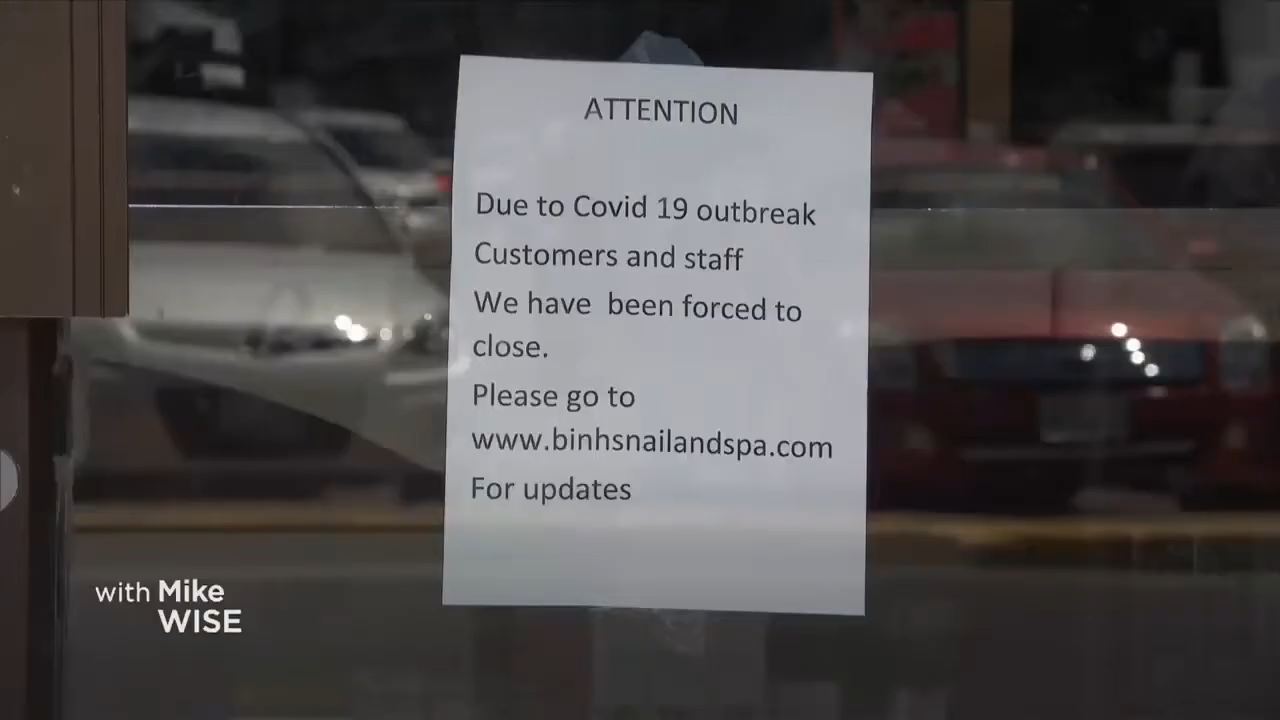 ATTENTION
Due to Covid 19 outbreak
Customers and staff
We have been forced to
close.
Please go to
www.binhsnailandspa.com
For updates
with Mike
WISE